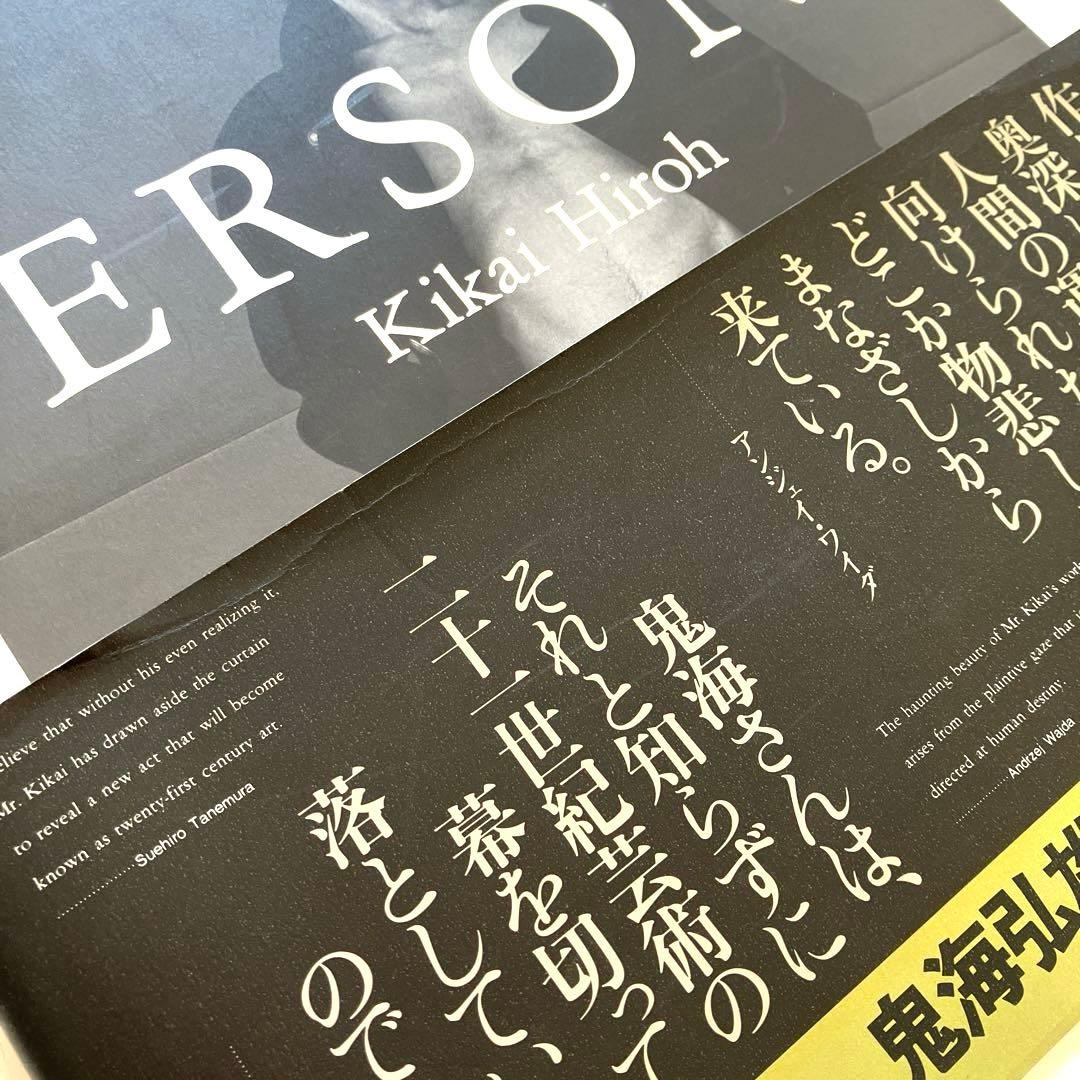 ERSON
Kikai Hiroh
奥深
人間の運
向けられた
どこか物悲し
まなざしから
来ている。
アンジェイ・ワイダ
鬼海さんは、
それと知らずに
二十一世紀芸術の
幕を切って
落として、
ので
The haunting beauty of Mr. Kikai's work
arises from the plaintive gaze that
directed at human destiny.
Andrzej Wajda
believe that without his even realizing it,
Mr. Kikai has drawn aside the curtain
to reveal a new act that will become
known as twenty-first century art.
Suehiro Tanemura
鬼海弘雄